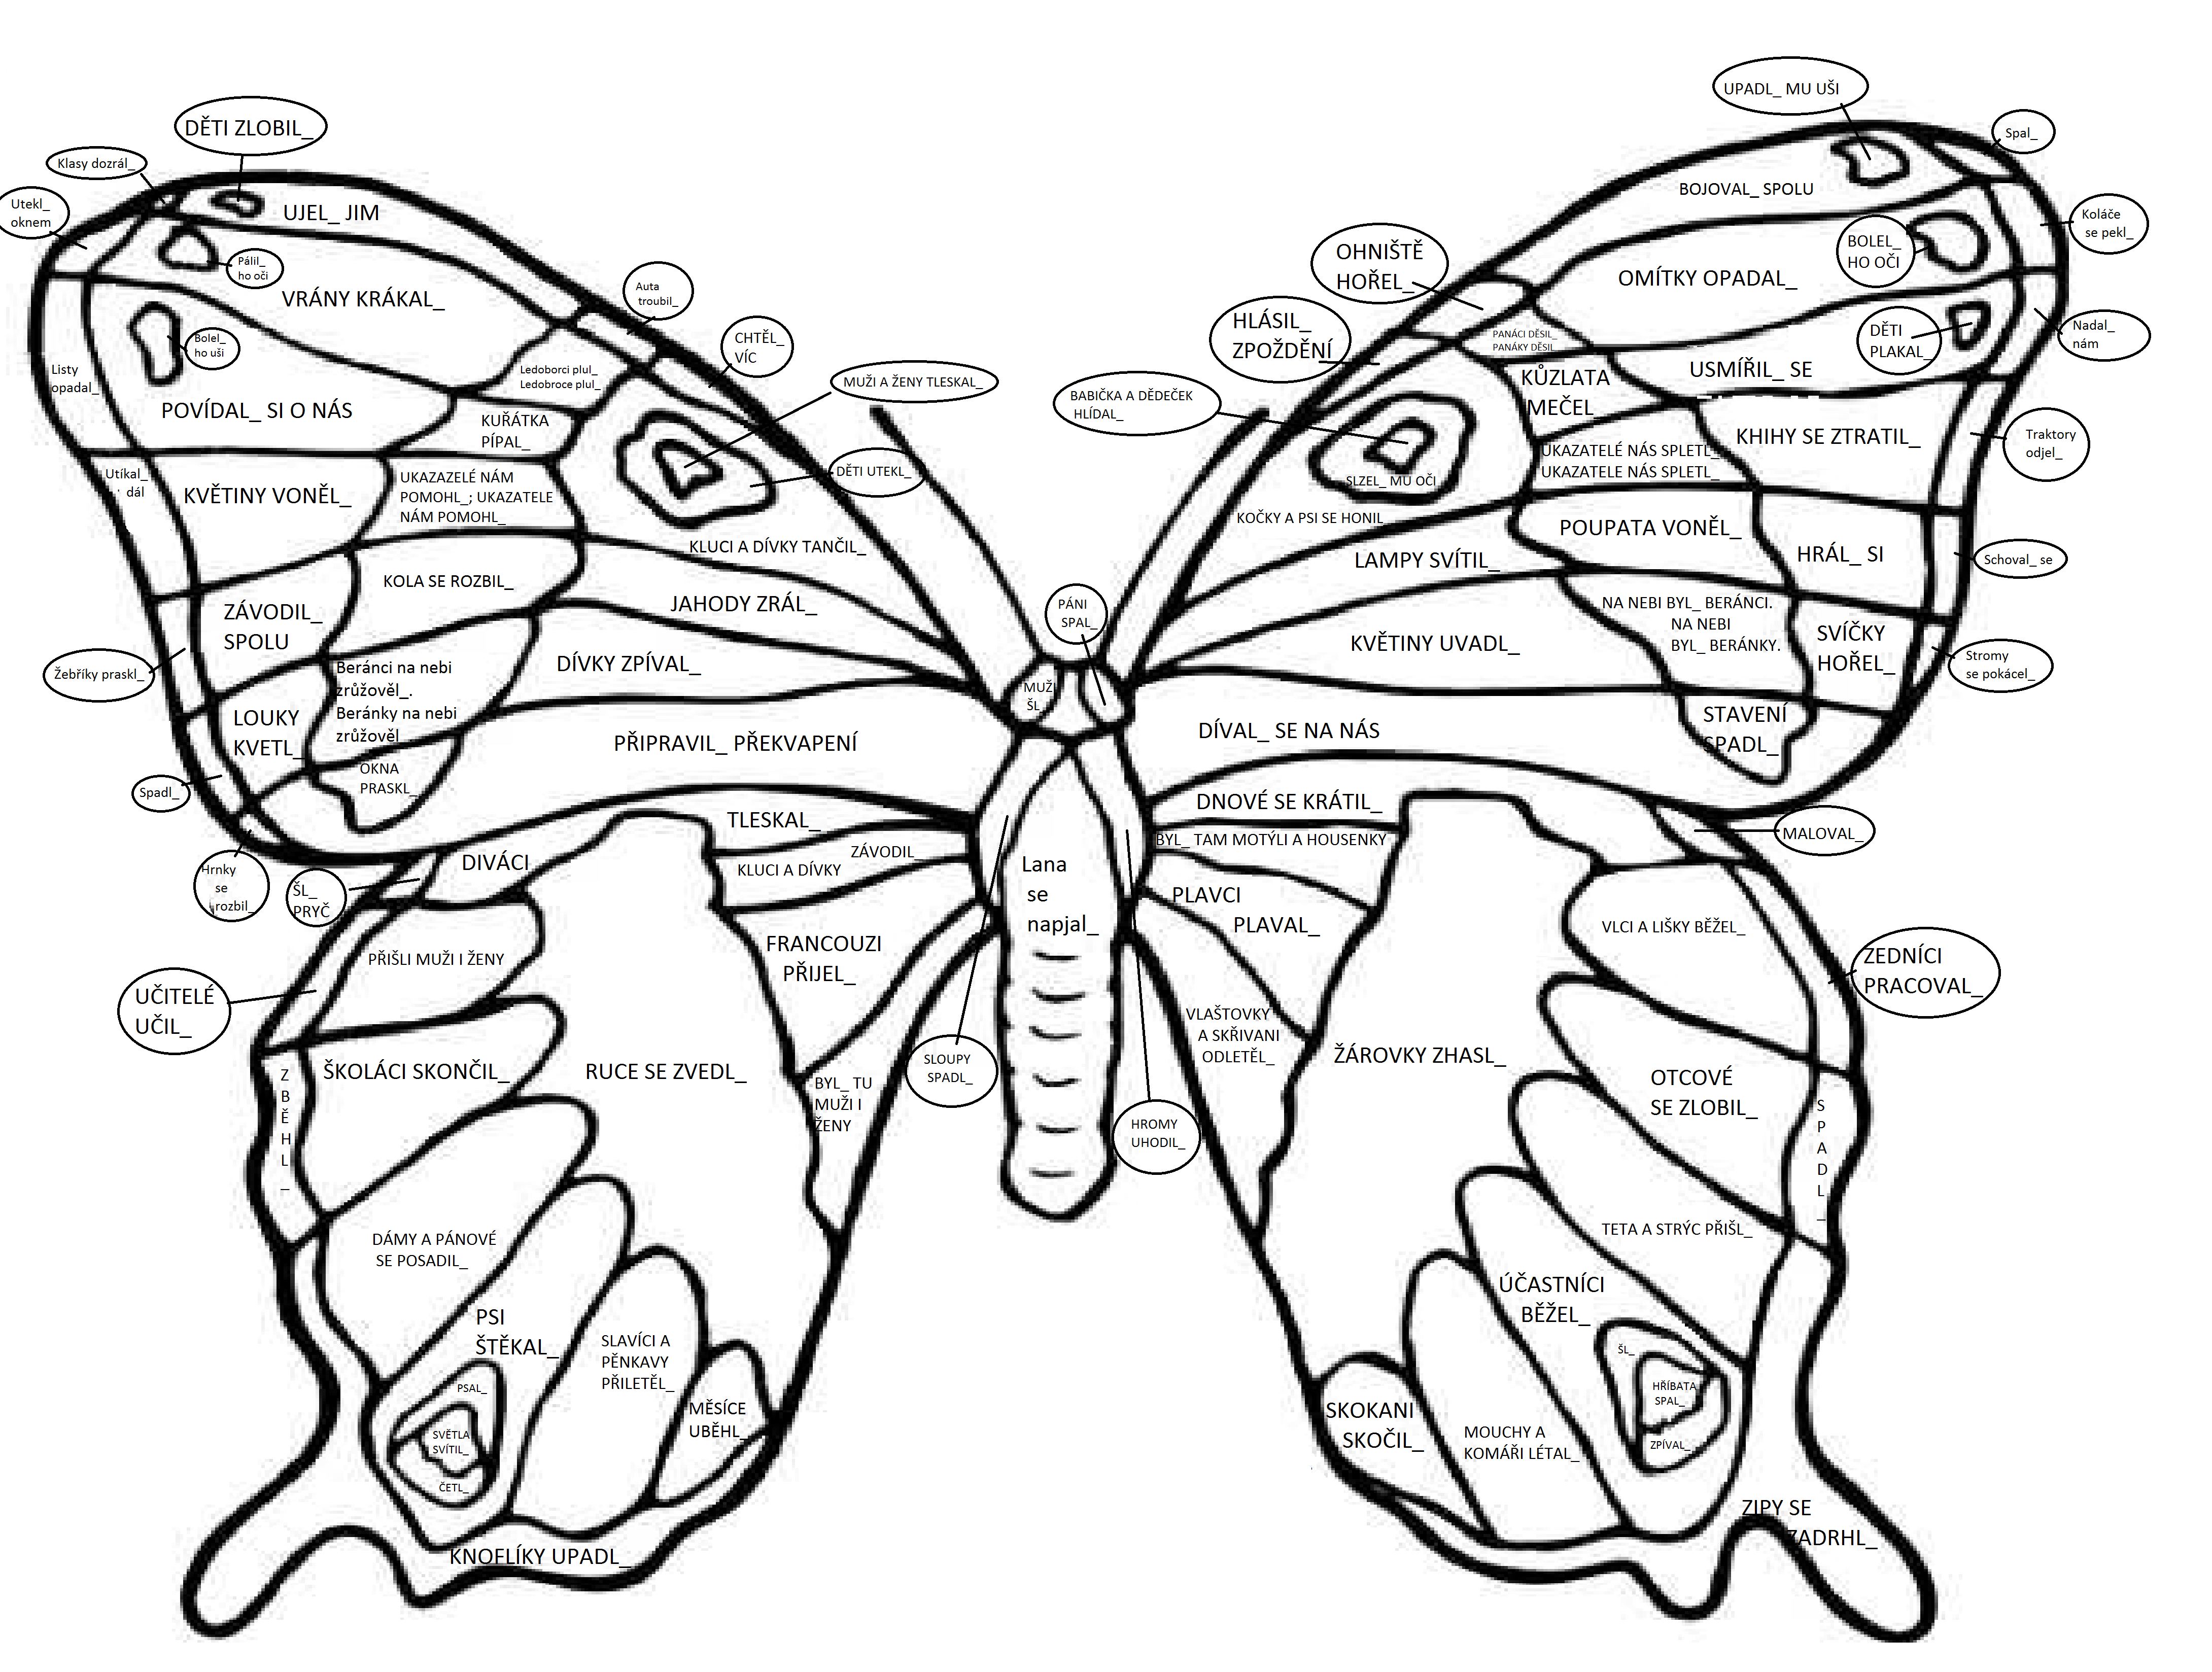 DĚTI ZLOBIL_
Klasy dozrál_
Utekl_
oknem
UJEL_ JIM
Pálil_
ho oči
VRÁNY KRÁKAL_
Bolel_
ho uši
Auta
troubil_
CHTĚL_
VÍC
Listy
opadal_
Ledoborci plul_
Ledobroce plul_
MUŽI A ŽENY TLESKAL_
POVÍDAL_ SI O NÁS
KUŘÁTKA
PÍPAL_
Utíkal_
dál
KVĚTINY VONĚL_
UKAZAZELÉ NÁM
POMOHL_; UKAZATELE
NÁM POMOHL_
DĚTI UTEKL_
KLUCI A DÍVKY TANČIL_
KOLA SE ROZBIL_
JAHODY ZRÁL_
ZÁVODIL_
SPOLU
Žebříky praskl_
Beránci na nebi
zrůžověl_.
Beránky na nebi
zrůžověl_
DÍVKY ZPÍVAL_
LOUKY
KVETL_
PŘIPRAVIL_ PŘEKVAPENÍ
OKNA
PRASKL_
Spadl_
Hrnky
se
rozbil_
UPADL_ MU UŠI
Spal_
BOJOVAL_ SPOLU
Koláče
se pekl_
BOLEL_
HO OČI
OHNIŠTĚ
HOŘEL_
OMÍTKY OPADAL_
HLÁSIL_
ZPOŽDĚNÍ
PANÁCI DĚSIL_
PANÁKY DĚSIL_
DĚTI
PLAKAL_
Nadal_
nám
USMÍŘIL_ SE
KŮZLATA
MEČEL_
BABIČKA A DĚDEČEK
HLÍDAL_
KHIHY SE ZTRATIL_
Traktory
odjel_
UKAZATELÉ NÁS SPLETL_
UKAZATELE NÁS SPLETL_
SLZEL_ MU OČI
KOČKY A PSI SE HONIL_
POUPATA VONĚL_
LAMPY SVÍTIL_
HRÁL_ SI
Schoval_ se
NA NEBI BYL_ BERÁNCI.
NA NEBI
BYL_ BERÁNKY.
KVĚTINY UVADL_
SVÍČKY
HOŘEL_
Stromy
se pokácel_
PÁNI
SPAL_
MUŽI
ŠL_
DÍVAL_ SE NA NÁS
STAVENÍ
SPADL_
TLESKAL_
DIVÁCI
ZÁVODIL_
KLUCI A DÍVKY
ŠL_
PRYČ
PŘIŠLI MUŽI I ŽENY
FRANCOUZI
PŘIJEL_
UČITELÉ
UČIL_
Z
B
Ě
H
L
_
ŠKOLÁCI SKONČIL_
RUCE SE ZVEDL_
BYL_ TU
MUŽI I
ŽENY
SLOUPY
SPADL_
DÁMY A PÁNOVÉ
SE POSADIL_
PSI
ŠTĚKAL_
SLAVÍCI A
PĚNKAVY
PŘILETĚL_
PSAL_
SVĚTLA
SVÍTIL_
ČETL_
MĚSÍCE
UBĚHL_
KNOFLÍKY UPADL_
Lana
se
napjal_
DNOVÉ SE KRÁTIL_
MALOVAL_
BYL_ TAM MOTÝLI A HOUSENKY
PLAVCI
PLAVAL_
VLCI A LIŠKY BĚŽEL_
ZEDNÍCI
PRACOVAL_
VLAŠTOVKY
A SKŘIVANI
ODLETĚL_
ŽÁROVKY ZHASL_
HROMY
UHODIL_
OTCOVÉ
SE ZLOBIL_
S
P
A
D
L
_
TETA A STRÝC PŘIŠL_
ÚČASTNÍCI
BĚŽEL_
ŠL_
HŘÍBATA
SPAL_
ZPÍVAL_
SKOKANI
SKOČIL_
MOUCHY A
KOMÁŘI LÉTAL_
ZIPY SE
ZADRHL_